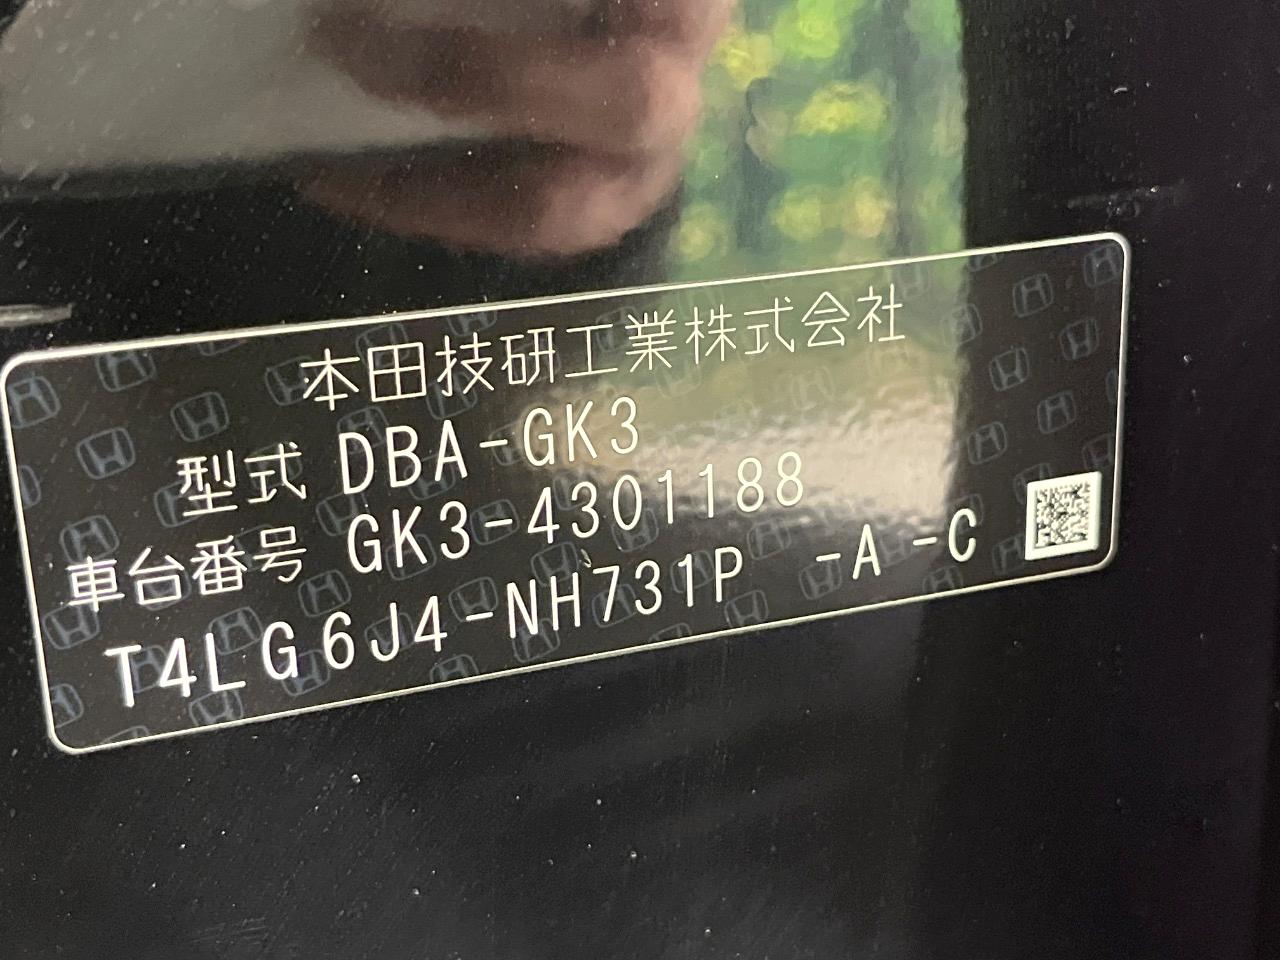 本田技研工業株式会社
型式 DBA-GK3
車台番号 GK3-4301188
T4LG6J4-NH731P -A -C